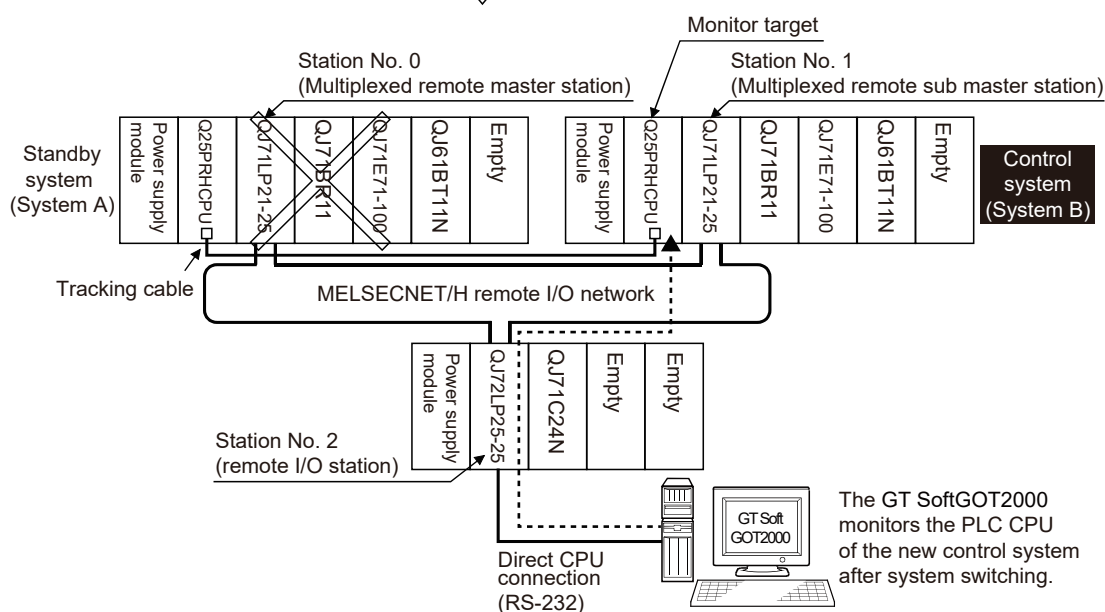 Monitor target
Station No. 0
(Multiplexed remote master station)
Station No. 1
(Multiplexed remote sub master station)
Standby
system
(System A)
Power supply
module
Q25PRHCPU
QJ71LP21-25
QJ71BR11
QJ71E71-100
QJ61BT11N
Empty
Power supply
module
Q25PRHCPU
QJ71LP21-25
QJ71BR11
QJ71E71-100
QJ61BT11N
Empty
Control
system
(System B)
Tracking cable
MELSECNET/H remote I/O network
Power supply
module
QJ72LP25-25
QJ71C24N
Empty
Empty
Station No. 2
(remote I/O station)
Direct CPU
connection
(RS-232)
GT Soft
GOT2000
The GT SoftGOT2000
monitors the PLC CPU
of the new control system
after system switching.